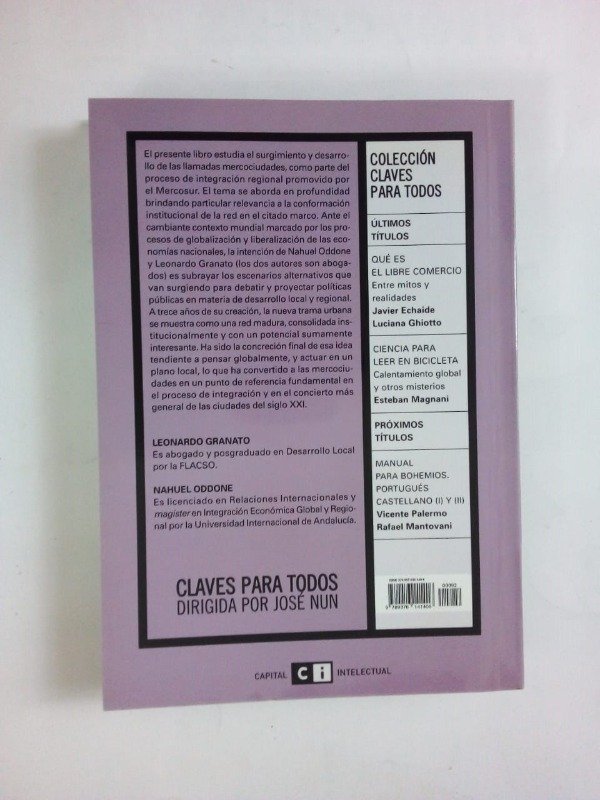 El presente libro estudia el surgimiento y desarro-
llo de las llamadas mercociudades, como parte del
proceso de integración regional promovido por
el Mercosur. El tema se aborda en profundidad
brindando particular relevancia a la conformación
institucional de la red en el citado marco. Ante el
cambiante contexto mundial marcado por los pro-
cesos de globalización y liberalización de las eco-
nomías nacionales, la intención de Nahuel Oddone
y Leonardo Granato (los dos autores son aboga-
dos) es subrayar los escenarios alternativos que
van surgiendo para debatir y proyectar políticas
públicas en materia de desarrollo local y regional.
A trece años de su creación, la nueva trama urbana
se muestra como una red madura, consolidada ins-
titucionalmente y con un potencial sumamente
interesante. Ha sido la concreción final de esa idea
tendiente a pensar globalmente, y actuar en un
plano local, lo que ha convertido a las mercociu-
dades en un punto de referencia fundamental en
el proceso de integración y en el concierto más
general de las ciudades del siglo XXI.
LEONARDO GRANATO
Es abogado y posgraduado en Desarrollo Local
por la FLACSO.
NAHUEL ODDONE
Es licenciado en Relaciones Internacionales y
magíster en Integración Económica Global y Regio-
nal por la Universidad Internacional de Andalucía.
CLAVES PARA TODOS
DIRIGIDA POR JOSÉ NUN
COLECCIÓN
CLAVES
PARA TODOS
ÚLTIMOS
TÍTULOS
QUÉ ES
EL LIBRE COMERCIO
Entre mitos y
realidades
Javier Echaide
Luciana Ghiotto
CIENCIA PARA
LEER EN BICICLETA
Calentamiento global
y otros misterios
Esteban Magnani
PRÓXIMOS
TÍTULOS
MANUAL
PARA BOHEMIOS.
PORTUGUÉS
CASTELLANO (I) Y (II)
Vicente Palermo
Rafael Mantovani
00092
CAPITAL Ci INTELECTUAL